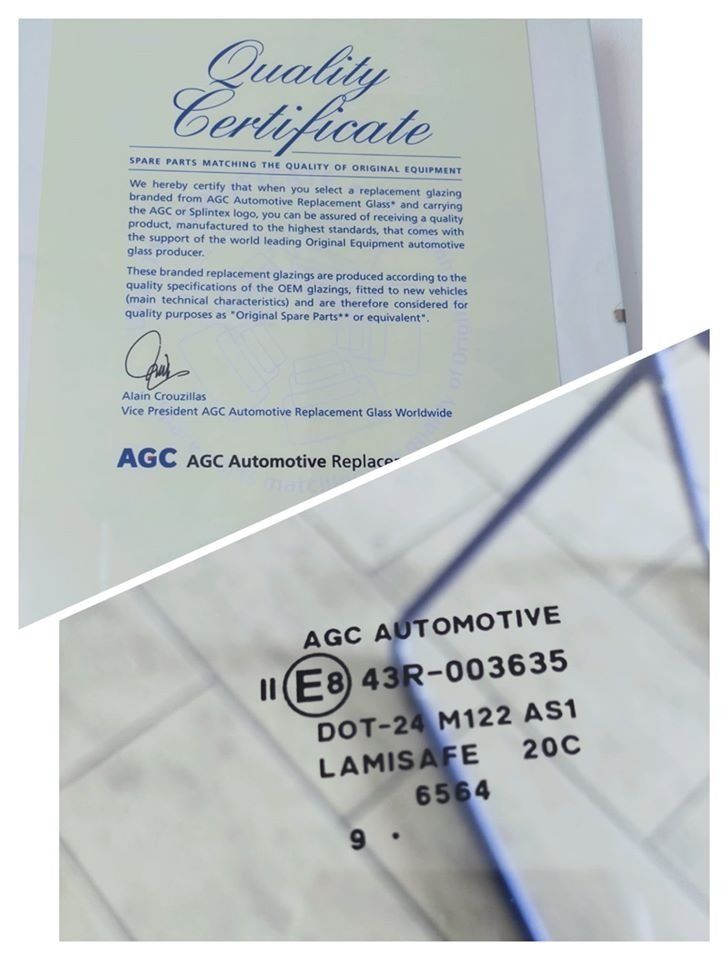 Quality
Certificate
SPARE PARTS MATCHING THE QUALITY OF ORIGINAL EQUIPMENT
We hereby certify that when you select a replacement glazing
branded from AGC Automotive Replacement Glass* and carrying
the AGC or Splintex logo, you can be assured of receiving a quality
product, manufactured to the highest standards, that comes with
the support of the world leading Original Equipment automotive
glass producer.
These branded replacement glazings are produced according to the
quality specifications of the OEM glazings, fitted to new vehicles
(main technical characteristics) and are therefore considered for
quality purposes as "Original Spare Parts** or equivalent".
Alain Crouzillas
Vice President AGC Automotive Replacement Glass Worldwide
AGC AGC Automotive Replace
AGC AUTOMOTIVE
II E8 43R-003635
DOT-24 M122 AS1
LAMISAFE 20C
6564
9 .